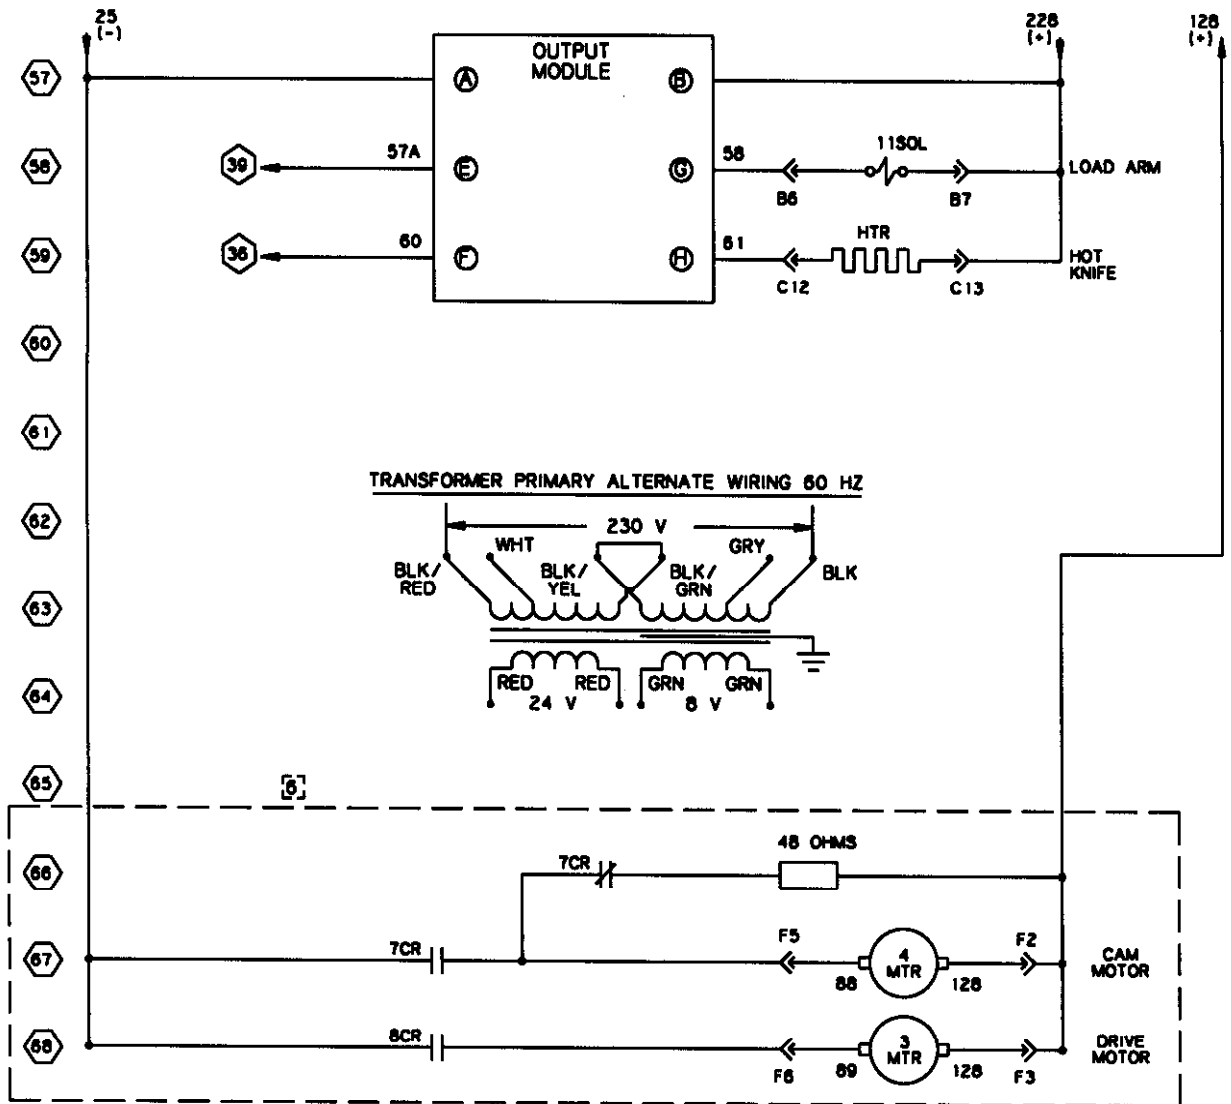 25
(-)
228
(+)
128
(+)
57
OUTPUT
MODULE
A
B
58
39
57A
E
G
58
11SOL
B6
B7
LOAD ARM
59
36
60
F
H
61
HTR
C12
C13
HOT
KNIFE
60
61
TRANSFORMER PRIMARY ALTERNATE WIRING 60 HZ
62
230 V
WHT
GRY
BLK/
RED
BLK/
YEL
BLK/
GRN
BLK
63
64
RED
RED
GRN
GRN
24 V
8 V
65
6
66
7CR
48 OHMS
67
7CR
F5
4
MTR
F2
88
128
CAM
MOTOR
68
8CR
F6
89
3
MTR
128
F3
DRIVE
MOTOR